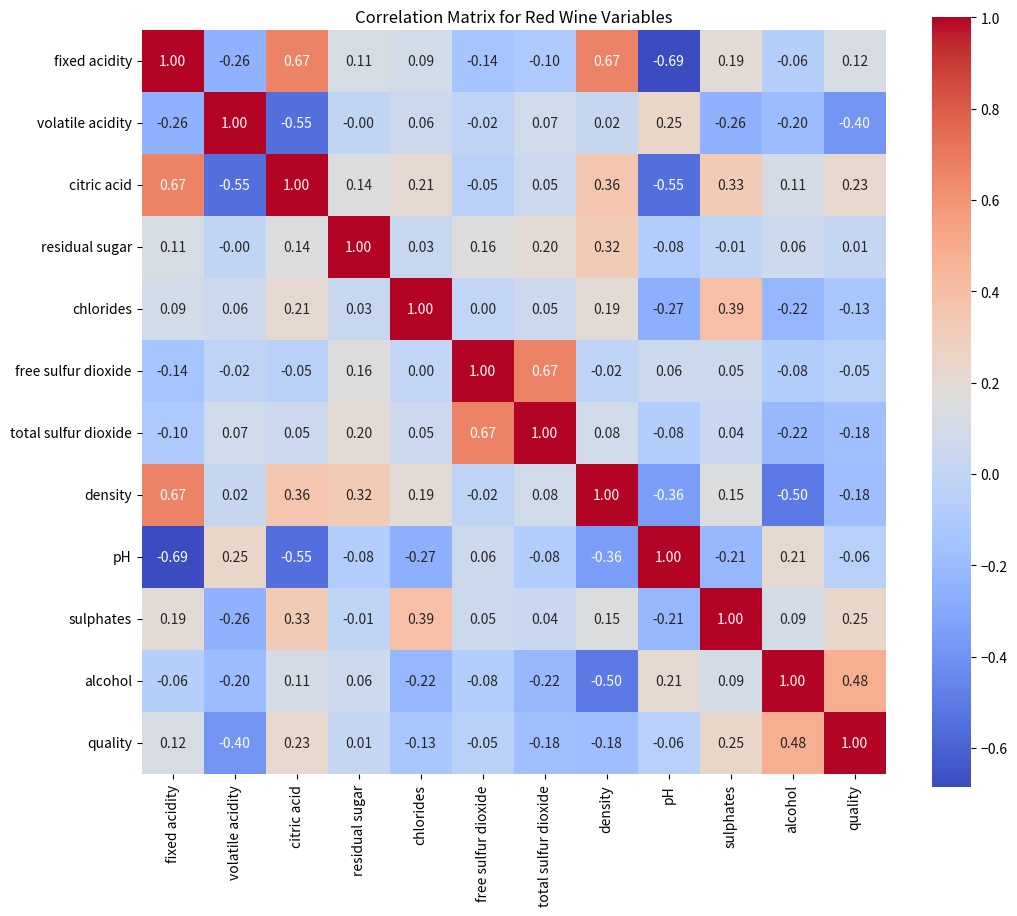 Correlation Matrix for Red Wine Variables
fixed acidity 1.00 -0.26 0.67 0.11 0.09 -0.14 -0.10 0.67 -0.69 0.19 -0.06 0.12
volatile acidity -0.26 1.00 -0.55 -0.00 0.06 -0.02 0.07 0.02 0.25 -0.26 -0.20 -0.40
citric acid 0.67 -0.55 1.00 0.14 0.21 -0.05 0.05 0.36 -0.55 0.33 0.11 0.23
residual sugar 0.11 -0.00 0.14 1.00 0.03 0.16 0.20 0.32 -0.08 -0.01 0.06 0.01
chlorides 0.09 0.06 0.21 0.03 1.00 0.00 0.05 0.19 -0.27 0.39 -0.22 -0.13
free sulfur dioxide -0.14 -0.02 -0.05 0.16 0.00 1.00 0.67 -0.02 0.06 0.05 -0.08 -0.05
total sulfur dioxide -0.10 0.07 0.05 0.20 0.05 0.67 1.00 0.08 -0.08 0.04 -0.22 -0.18
density 0.67 0.02 0.36 0.32 0.19 -0.02 0.08 1.00 -0.36 0.15 -0.50 -0.18
pH -0.69 0.25 -0.55 -0.08 -0.27 0.06 -0.08 -0.36 1.00 -0.21 0.21 -0.06
sulphates 0.19 -0.26 0.33 -0.01 0.39 0.05 0.04 0.15 -0.21 1.00 0.09 0.25
alcohol -0.06 -0.20 0.11 0.06 -0.22 -0.08 -0.22 -0.50 0.21 0.09 1.00 0.48
quality 0.12 -0.40 0.23 0.01 -0.13 -0.05 -0.18 -0.18 -0.06 0.25 0.48 1.00
fixed acidity
volatile acidity
citric acid
residual sugar
chlorides
free sulfur dioxide
total sulfur dioxide
density
pH
sulphates
alcohol
quality
1.0
0.8
0.6
0.4
0.2
0.0
−0.2
−0.4
−0.6